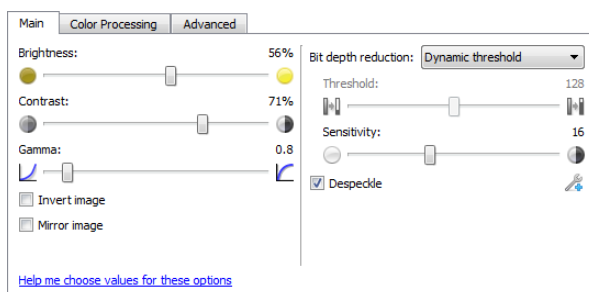 Main Color Processing Advanced
Brightness: 56%
Contrast: 71%
Gamma: 0.8
Invert image
Mirror image
Help me choose values for these options
Bit depth reduction: Dynamic threshold
Threshold: 128
Sensitivity: 16
Despeckle